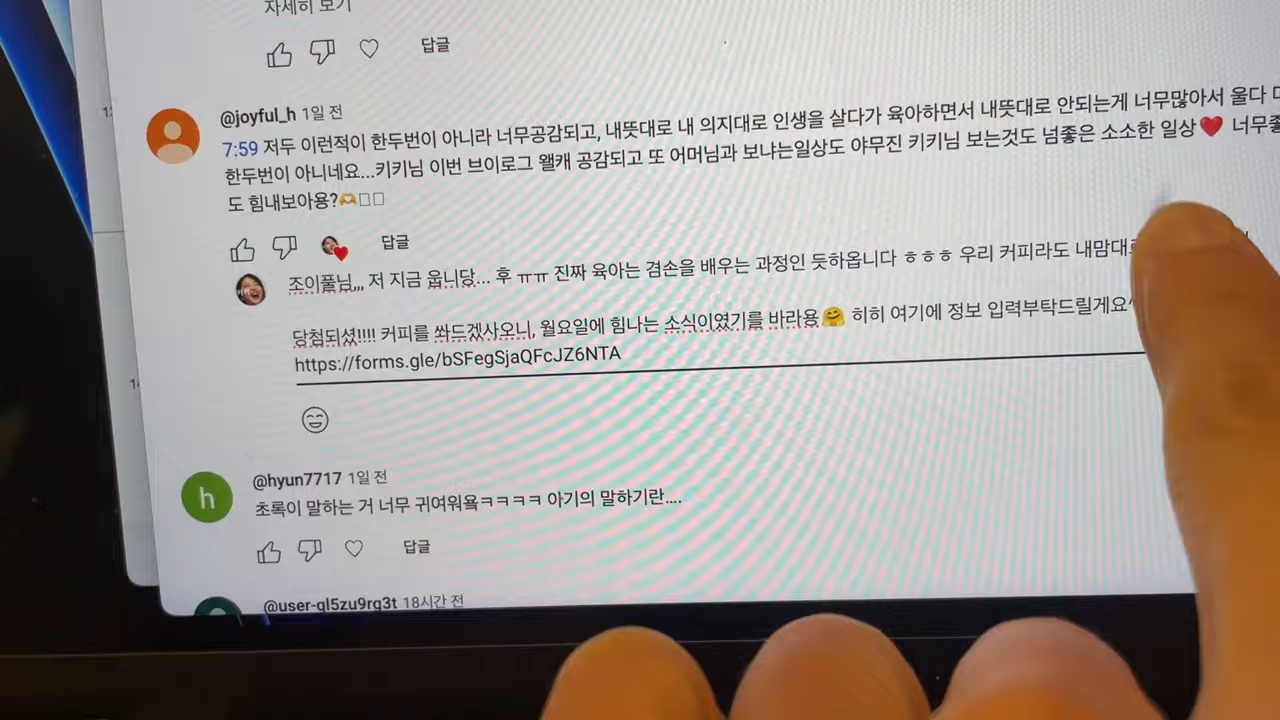 자세히 보기
답글
@joyful_h 1일 전
7:59 저두 이런적이 한두번이 아니라 너무공감되고, 내뜻대로 내 의지대로 인생을 살다가 육아하면서 내뜻대로 안되는게 너무많아서 울다
한두번이 아니네요...키키님 이번 브이로그 왤캐 공감되고 또 어머님과 보냐는일상도 야무진 키키님 보는것도 넘좋은 소소한 일상❤️
도 힘내보아용?🫶
답글
조이풀님,,, 저 지금 웁니당... 후 ㅠㅠ 진짜 육아는 겸손을 배우는 과정인 듯하옵니다 ㅎㅎㅎ 우리 커피라도
당첨되셨!!!! 커피를 쏴드겠사오니, 월요일에 힘나는 소식이였기를 바라용🤗 히히 여기에 정보 입력부탁드릴게요
https://forms.gle/bSFegSjaQFcJZ6NTA
h
@hyun7717 1일 전
초록이 말하는 거 너무 귀여워욬ㅋㅋㅋㅋ 아기의 말하기란....
답글
@user-ql5zu9rg3t 18시간 전